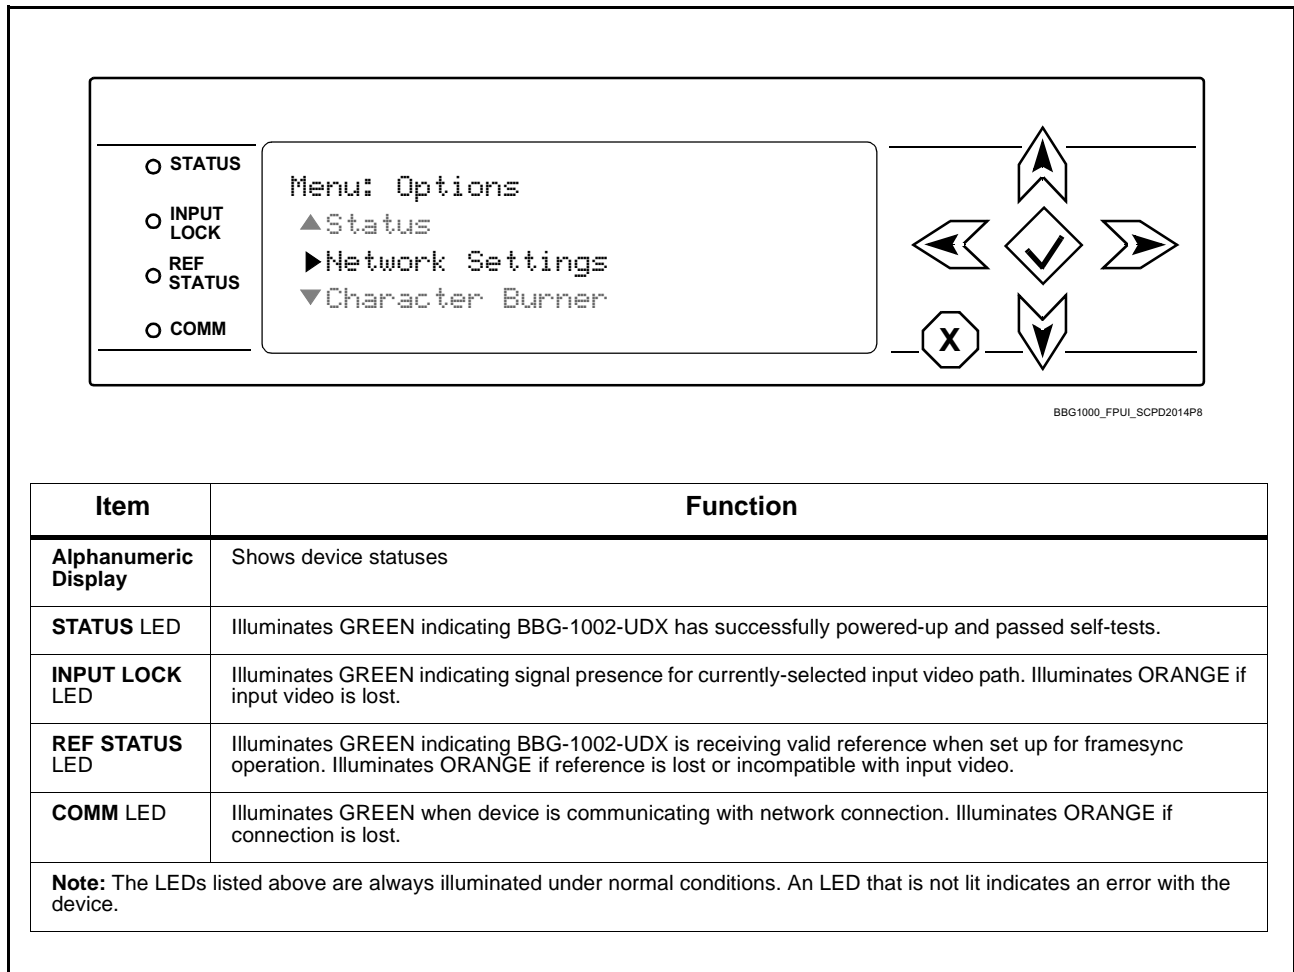 STATUS
INPUT
LOCK
REF
STATUS
COMM
Menu: Options
▲Status
▶Network Settings
▼Character Burner
X
BBG1000_FPUI_SCPD2014P8
Item Function
Alphanumeric
Display
Shows device statuses
STATUS LED
Illuminates GREEN indicating BBG-1002-UDX has successfully powered-up and passed self-tests.
INPUT LOCK
LED
Illuminates GREEN indicating signal presence for currently-selected input video path. Illuminates ORANGE if
input video is lost.
REF STATUS
LED
Illuminates GREEN indicating BBG-1002-UDX is receiving valid reference when set up for framesync
operation. Illuminates ORANGE if reference is lost or incompatible with input video.
COMM LED
Illuminates GREEN when device is communicating with network connection. Illuminates ORANGE if
connection is lost.
Note: The LEDs listed above are always illuminated under normal conditions. An LED that is not lit indicates an error with the
device.